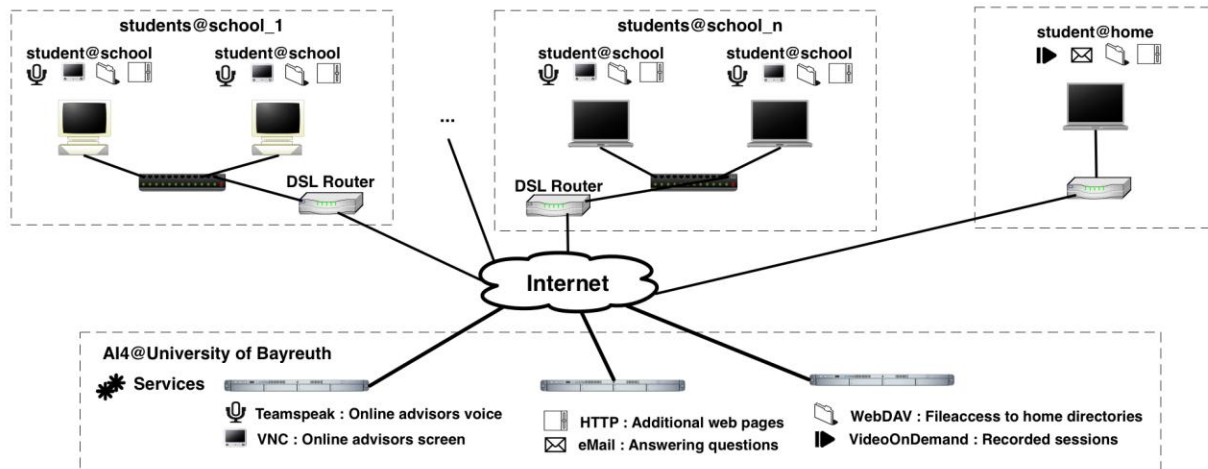 students@school_1
student@school
student@school
DSL Router
...
students@school_n
student@school
student@school
DSL Router
student@home
Internet
AI4@University of Bayreuth
Services
Teamspeak : Online advisors voice
VNC : Online advisors screen
HTTP : Additional web pages
eMail : Answering questions
WebDAV : Fileaccess to home directories
VideoOnDemand : Recorded sessions